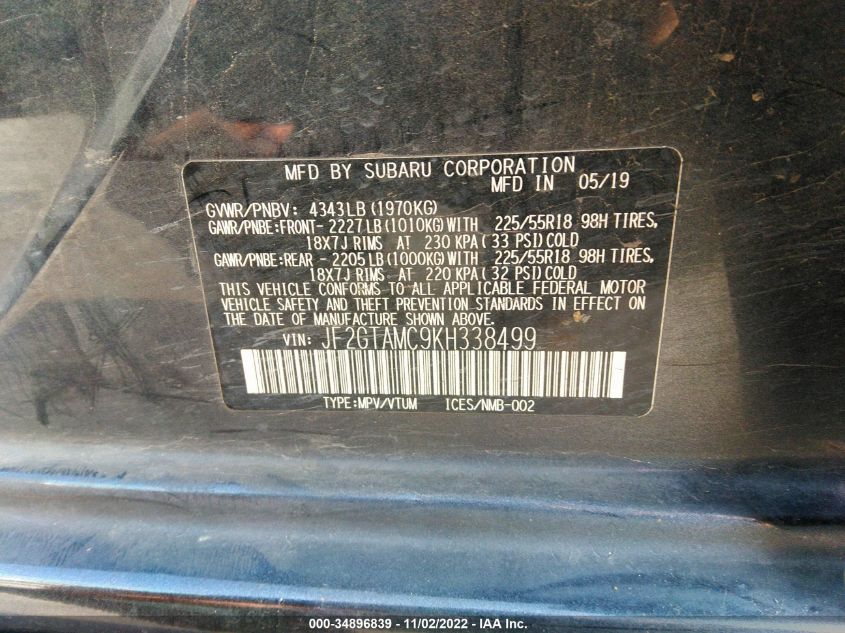 MFD BY SUBARU CORPORATION
MFD IN 05/19
GVWR/PNBV: 4343LB (1970KG)
GAWR/PNBE:FRONT- 2227LB (1010KG) WITH 225/55R18 98H TIRES,
18X7J RIMS AT 230 KPA ( 33 PSI) COLD
GAWR/PNBE:REAR - 2205LB (1000KG) WITH 225/55R18 98H TIRES,
18X7J RIMS AT 220 KPA ( 32 PSI) COLD
THIS VEHICLE CONFORMS TO ALL APPLICABLE FEDERAL MOTOR
VEHICLE SAFETY AND THEFT PREVENTION STANDARDS IN EFFECT ON
THE DATE OF MANUFACTURE SHOWN ABOVE.
VIN: JF2GTAMC9KH338499
TYPE:MPV/VTUM ICES/NMB-002
000-34896839 - 11/02/2022 - IAA Inc.